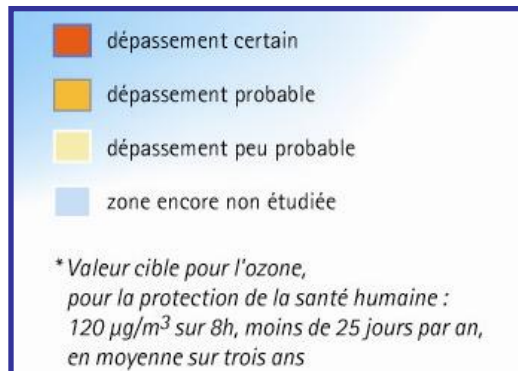 dépassement certain
dépassement probable
dépassement peu probable
zone encore non étudiée
* Valeur cible pour l'ozone,
pour la protection de la santé humaine :
120 µg/m³ sur 8h, moins de 25 jours par an,
en moyenne sur trois ans